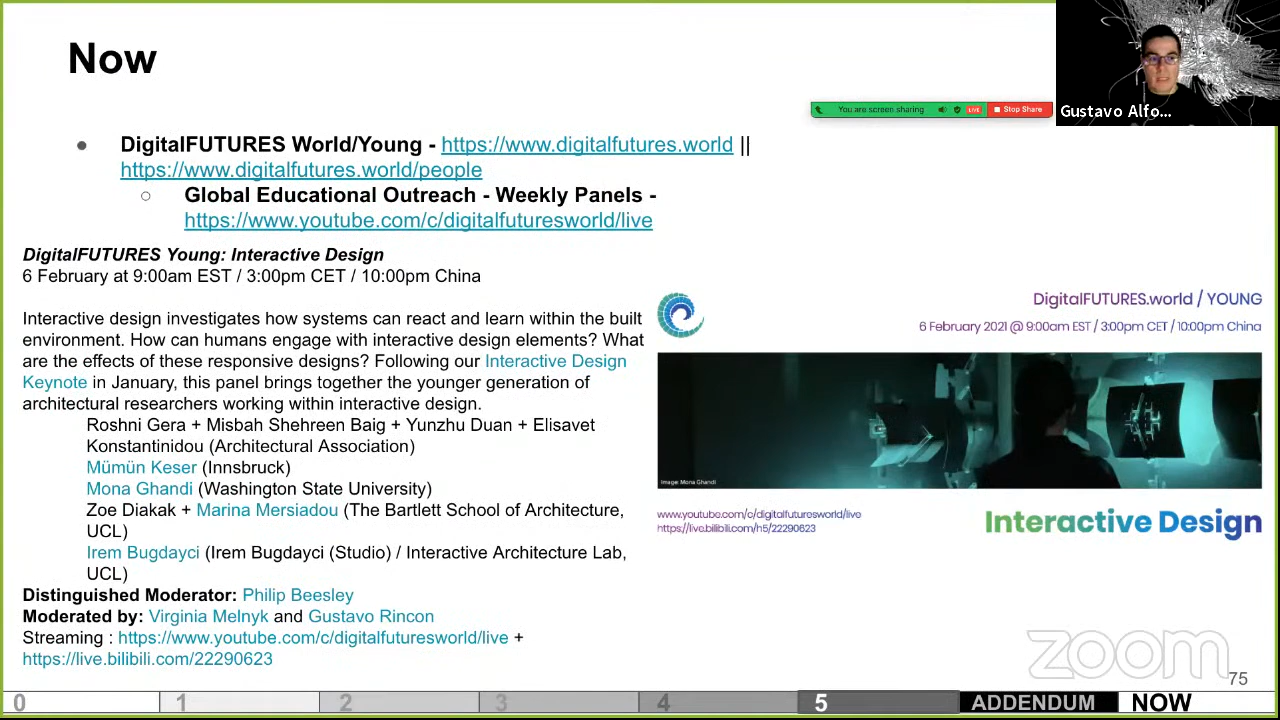 Now
You are screen sharing
LIVE
Stop Share
Gustavo Alfo...
● DigitalFUTURES World/Young - https://www.digitalfutures.world ||
https://www.digitalfutures.world/people
○ Global Educational Outreach - Weekly Panels -
https://www.youtube.com/c/digitalfuturesworld/live
DigitalFUTURES Young: Interactive Design
6 February at 9:00am EST / 3:00pm CET / 10:00pm China
Interactive design investigates how systems can react and learn within the built
environment. How can humans engage with interactive design elements? What
are the effects of these responsive designs? Following our Interactive Design
Keynote in January, this panel brings together the younger generation of
architectural researchers working within interactive design.
Roshni Gera + Misbah Shehreen Baig + Yunzhu Duan + Elisavet
Konstantinidou (Architectural Association)
Mümün Keser (Innsbruck)
Mona Ghandi (Washington State University)
Zoe Diakak + Marina Mersiadou (The Bartlett School of Architecture,
UCL)
Irem Bugdayci (Irem Bugdayci (Studio) / Interactive Architecture Lab,
UCL)
Distinguished Moderator: Philip Beesley
Moderated by: Virginia Melnyk and Gustavo Rincon
Streaming : https://www.youtube.com/c/digitalfuturesworld/live +
https://live.bilibili.com/22290623
DigitalFUTURES.world / YOUNG
6 February 2021 @ 9:00am EST / 3:00pm CET / 10:00pm China
Image: Mona Ghandi
www.youtube.com/c/digitalfuturesworld/live
https://live.bilibili.com/h5/22290623
Interactive Design
zoom
75
0 1 2 3 4 5 ADDENDUM NOW